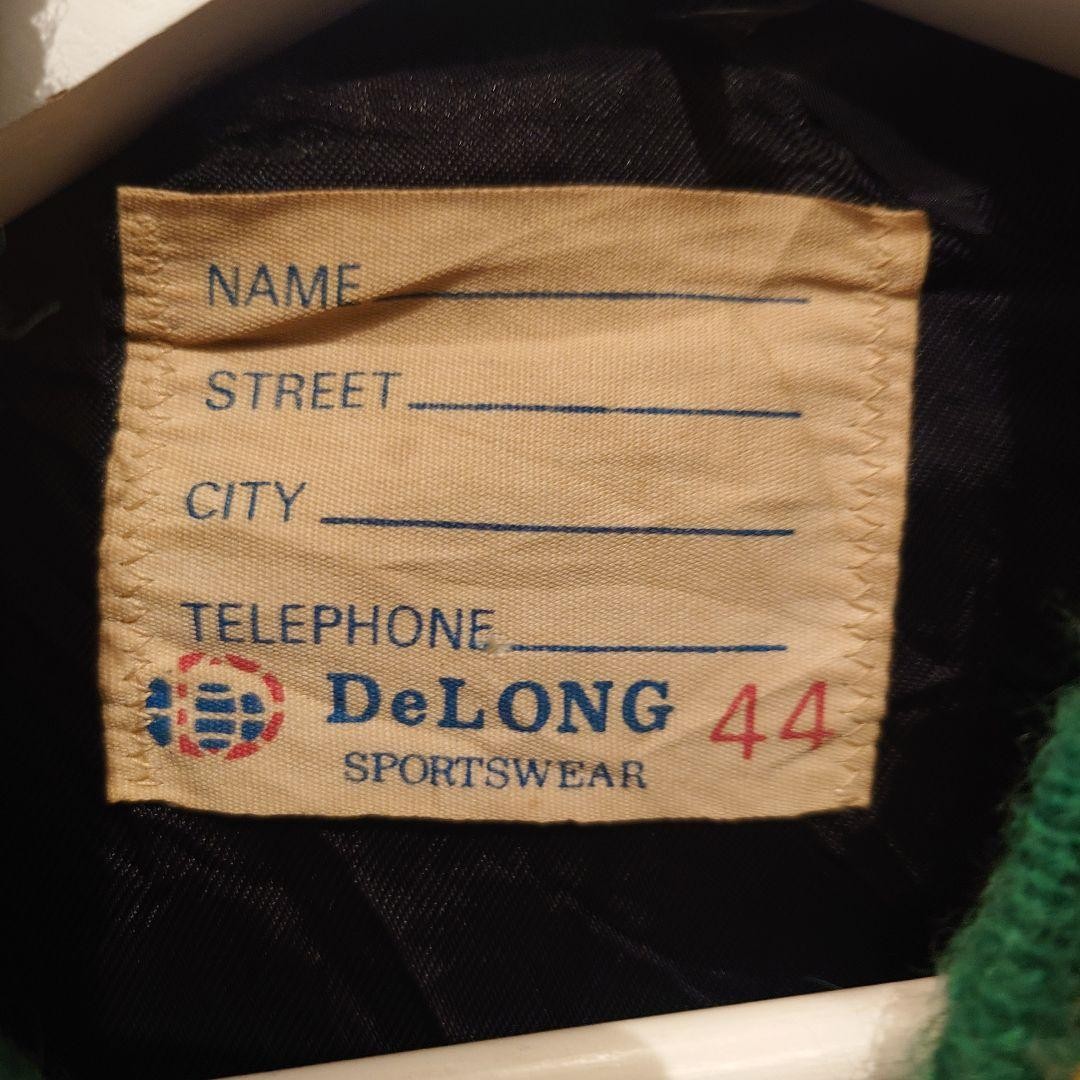 NAME
STREET
CITY
TELEPHONE
DeLONG 44
SPORTSWEAR